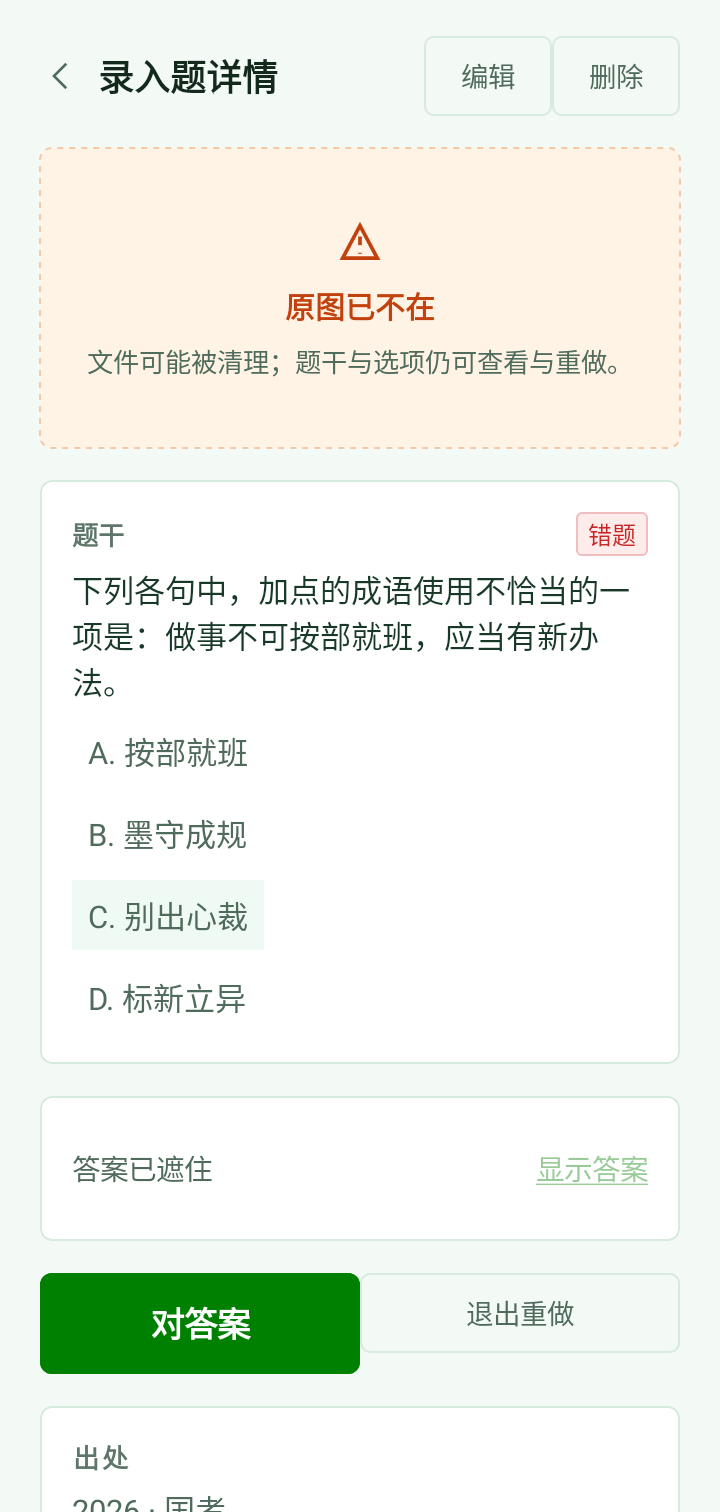 录入题详情
编辑
删除
原图已不在
文件可能被清理；题干与选项仍可查看与重做。
题干
错题
下列各句中，加点的成语使用不恰当的一
项是：做事不可按部就班，应当有新办
法。
A. 按部就班
B. 墨守成规
C. 别出心裁
D. 标新立异
答案已遮住
显示答案
对答案
退出重做
出处
2026 · 国考